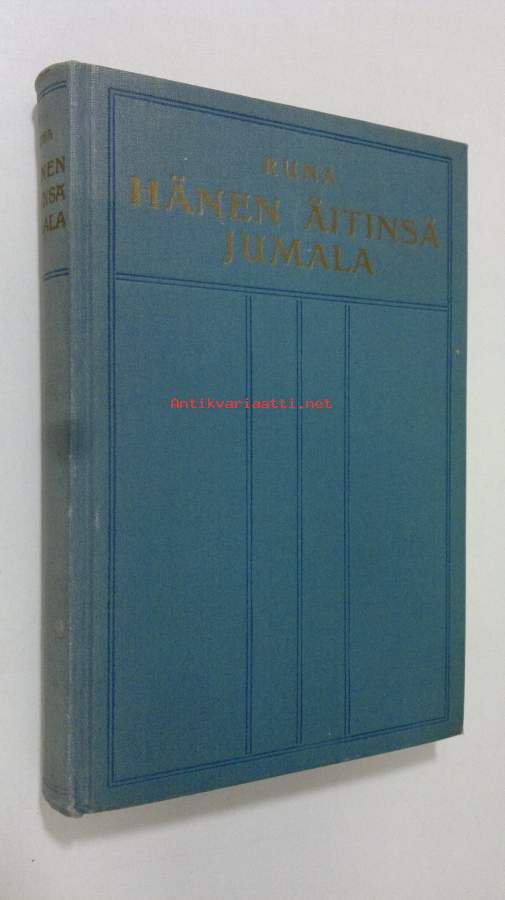 RUNA
HÄNEN ÄITINSÄ
JUMALA
Antikvariaatti.net